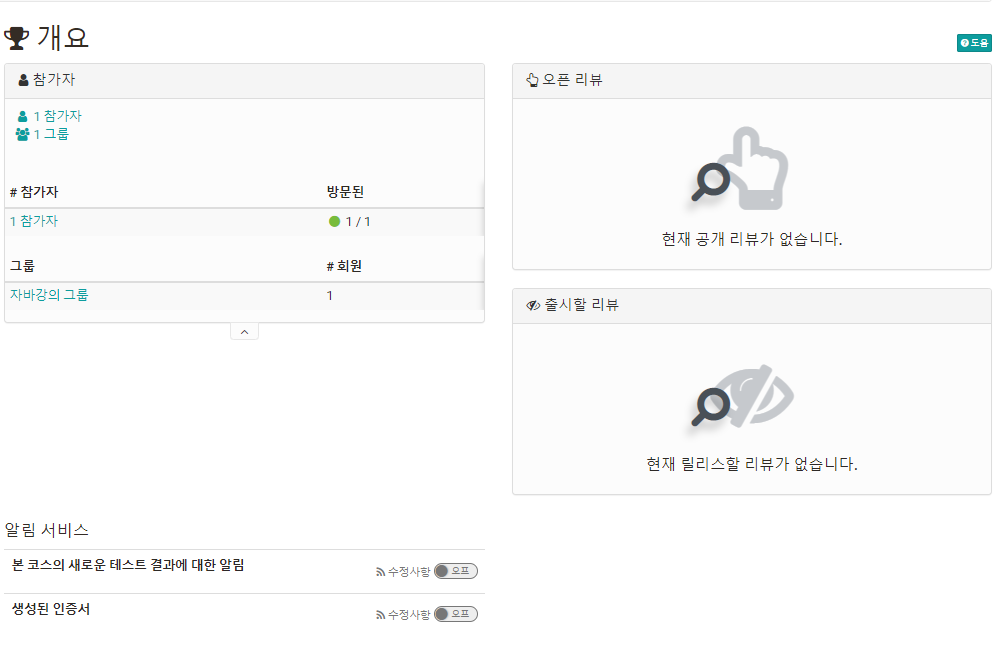 개요
도움
참가자
1 참가자
1 그룹
# 참가자 방문된
1 참가자 1 / 1
그룹 # 회원
자바강의 그룹 1
오픈 리뷰
현재 공개 리뷰가 없습니다.
출시할 리뷰
현재 릴리스할 리뷰가 없습니다.
알림 서비스
본 코스의 새로운 테스트 결과에 대한 알림
수정사항 오프
생성된 인증서
수정사항 오프